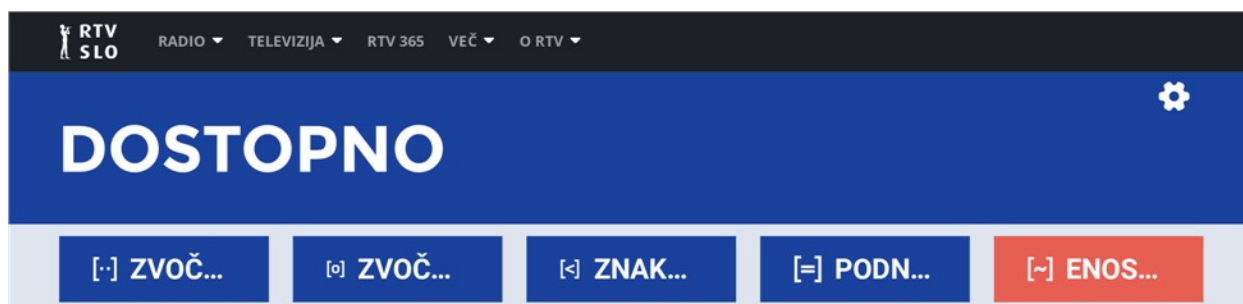 RTV SLO RADIO TELEVIZIJA RTV 365 VEČ O RTV
DOSTOPNO
[··] ZVOČ... [o] ZVOČ... [<] ZNAK... [=] PODN... [~] ENOS...